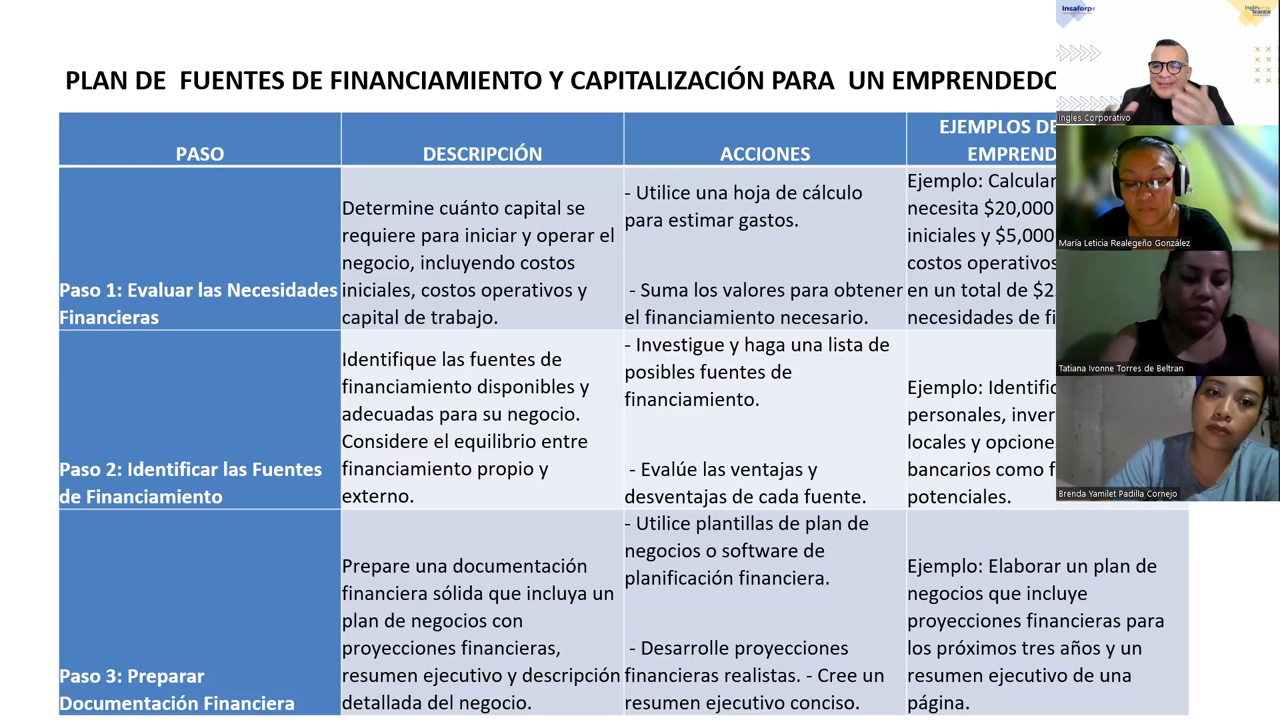 PLAN DE  FUENTES DE FINANCIAMIENTO Y CAPITALIZACIÓN PARA  UN EMPRENDEDO
PASO
DESCRIPCIÓN
ACCIONES
EJEMPLOS DE
EMPREND
Paso 1: Evaluar las Necesidades
Financieras
Determine cuánto capital se
requiere para iniciar y operar el
negocio, incluyendo costos
iniciales, costos operativos y
capital de trabajo.
- Utilice una hoja de cálculo
para estimar gastos.
- Suma los valores para obtener
el financiamiento necesario.
Ejemplo: Calcular
necesita $20,000
iniciales y $5,000
costos operativos
en un total de $2
necesidades de fi
Paso 2: Identificar las Fuentes
de Financiamiento
Identifique las fuentes de
financiamiento disponibles y
adecuadas para su negocio.
Considere el equilibrio entre
financiamiento propio y
externo.
- Investigue y haga una lista de
posibles fuentes de
financiamiento.
- Evalúe las ventajas y
desventajas de cada fuente.
Ejemplo: Identific
personales, inver
locales y opcione
bancarios como f
potenciales.
Paso 3: Preparar
Documentación Financiera
Prepare una documentación
financiera sólida que incluya un
plan de negocios con
proyecciones financieras,
resumen ejecutivo y descripción
detallada del negocio.
- Utilice plantillas de plan de
negocios o software de
planificación financiera.
- Desarrolle proyecciones
financieras realistas. - Cree un
resumen ejecutivo conciso.
Ejemplo: Elaborar un plan de
negocios que incluye
proyecciones financieras para
los próximos tres años y un
resumen ejecutivo de una
página.
Insaforp
Ingles Corporativo
María Leticia Realegeño González
Tatiana Ivonne Torres de Beltran
Brenda Yamilet Padilla Cornejo